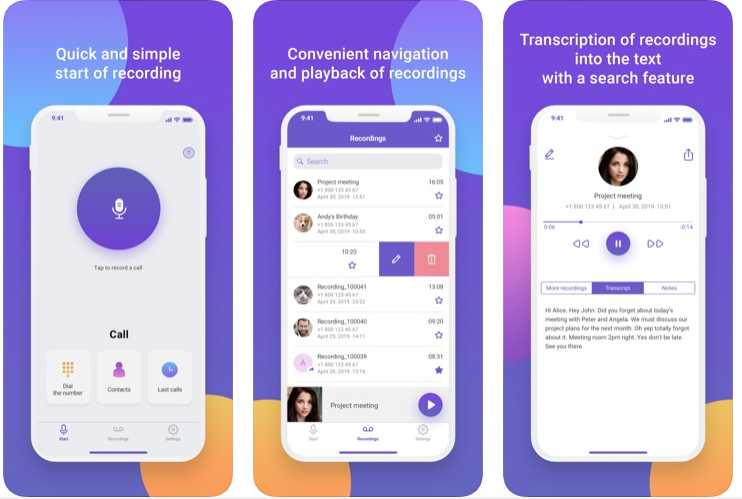 Quick and simple
start of recording
9:41
Tap to record a call
Call
Dial
the number
Contacts
Last calls
Start
Recordings
Settings
Convenient navigation
and playback of recordings
9:41
Recordings
Search
Project meeting
16:05
+1 800 123 45 67
April 30, 2019 13:51
Andy's Birthday
05:01
+1 800 123 45 67
April 30, 2019 10:50
10:20
Recording_100041
13:08
+1 800 123 45 67
April 29, 2019 23:22
Recording_100040
09:20
+1 800 123 45 67
April 29, 2019 14:11
A
Recording_100039
08:31
+1 800 123 45 67
April 28, 2019 13:16
Project meeting
Start
Recordings
Settings
Transcription of recordings
into the text
with a search feature
9:41
Project meeting
+1 800 123 45 67 | April 30, 2019 13:51
0:06
-0:14
More recordings
Transcript
Notes
Hi Alice. Hey John. Did you forget about today's
meeting with Peter and Angela. We must discuss our
project plans for the next month. Oh yep totally forgot
about it. Meeting room 2pm right. Yes don't be late.
See you there.